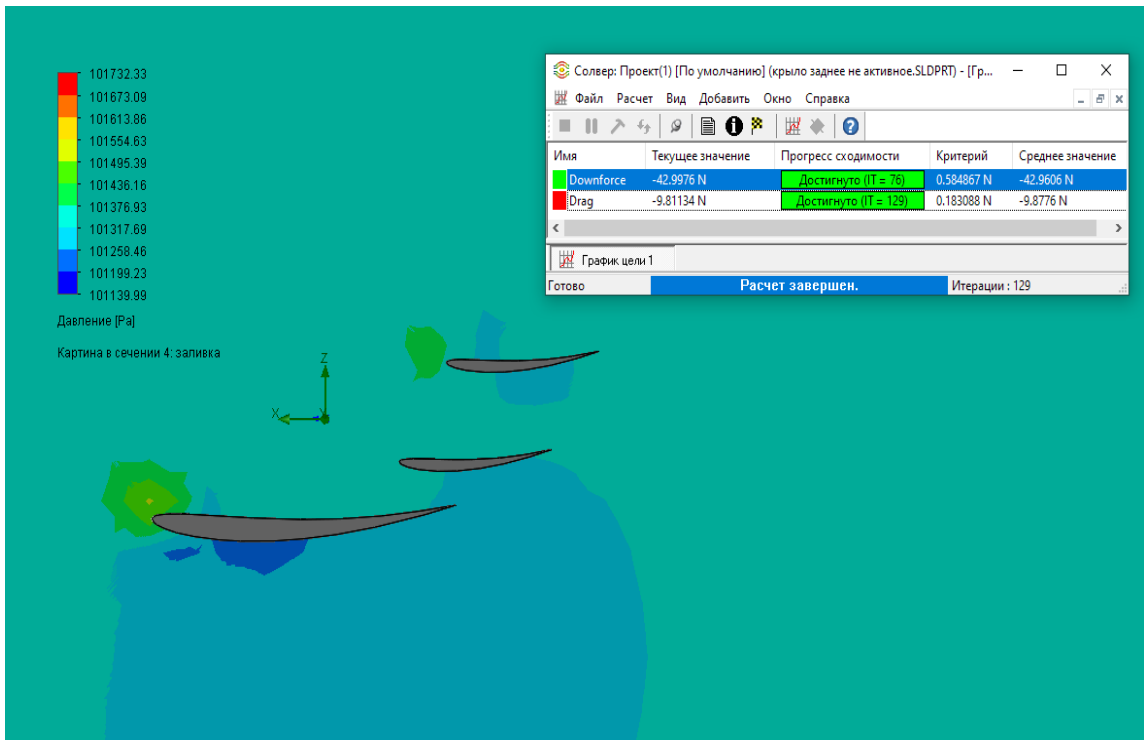 101732.33
101673.09
101613.86
101554.63
101495.39
101436.16
101376.93
101317.69
101258.46
101199.23
101139.99
Давление [Pa]
Картина в сечении 4: заливка
Z
X
Y
Солвер: Проект(1) [По умолчанию] (крыло заднее не активное.SLDPRT) - [Гр...
Файл Расчет Вид Добавить Окно Справка
Имя Текущее значение Прогресс сходимости Критерий Среднее значение
Downforce -42.9976 N Достигнуто (IT = 76) 0.584867 N -42.9606 N
Drag -9.81134 N Достигнуто (IT = 129) 0.183088 N -9.8776 N
График цели 1
Готово Расчет завершен. Итерации : 129